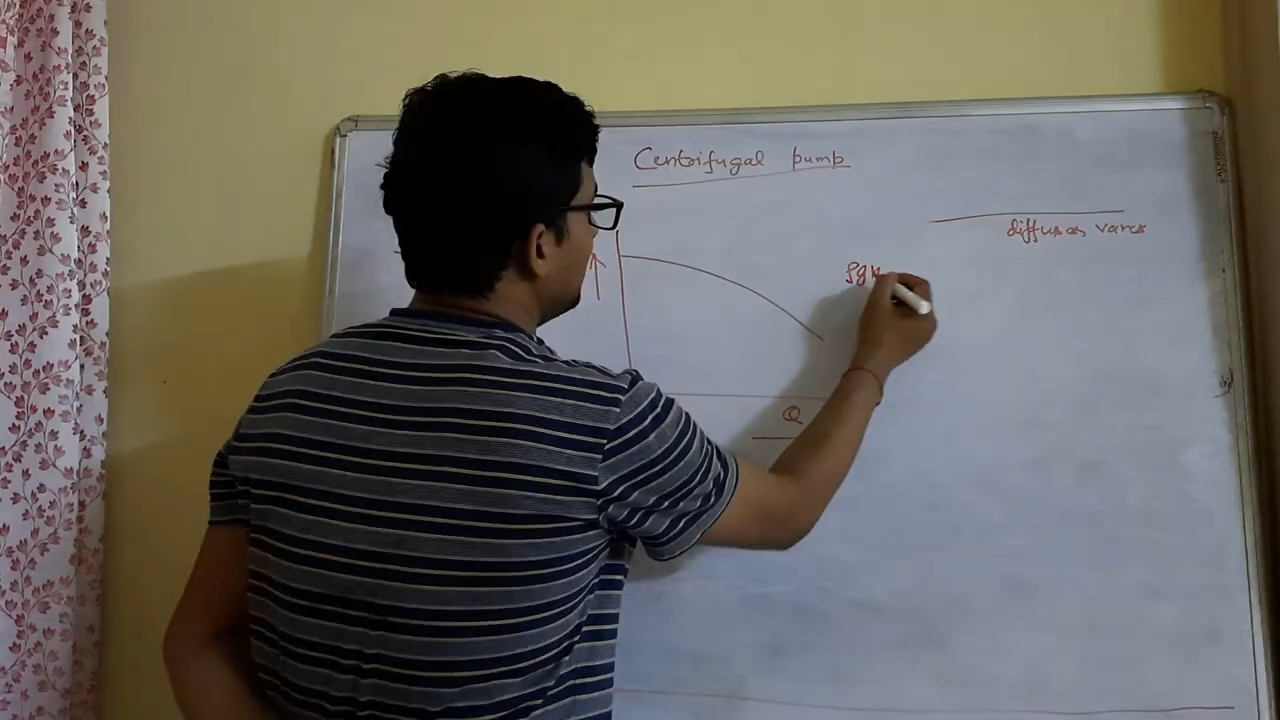 Centrifugal pump
diffuser vanes
ρgH
Q